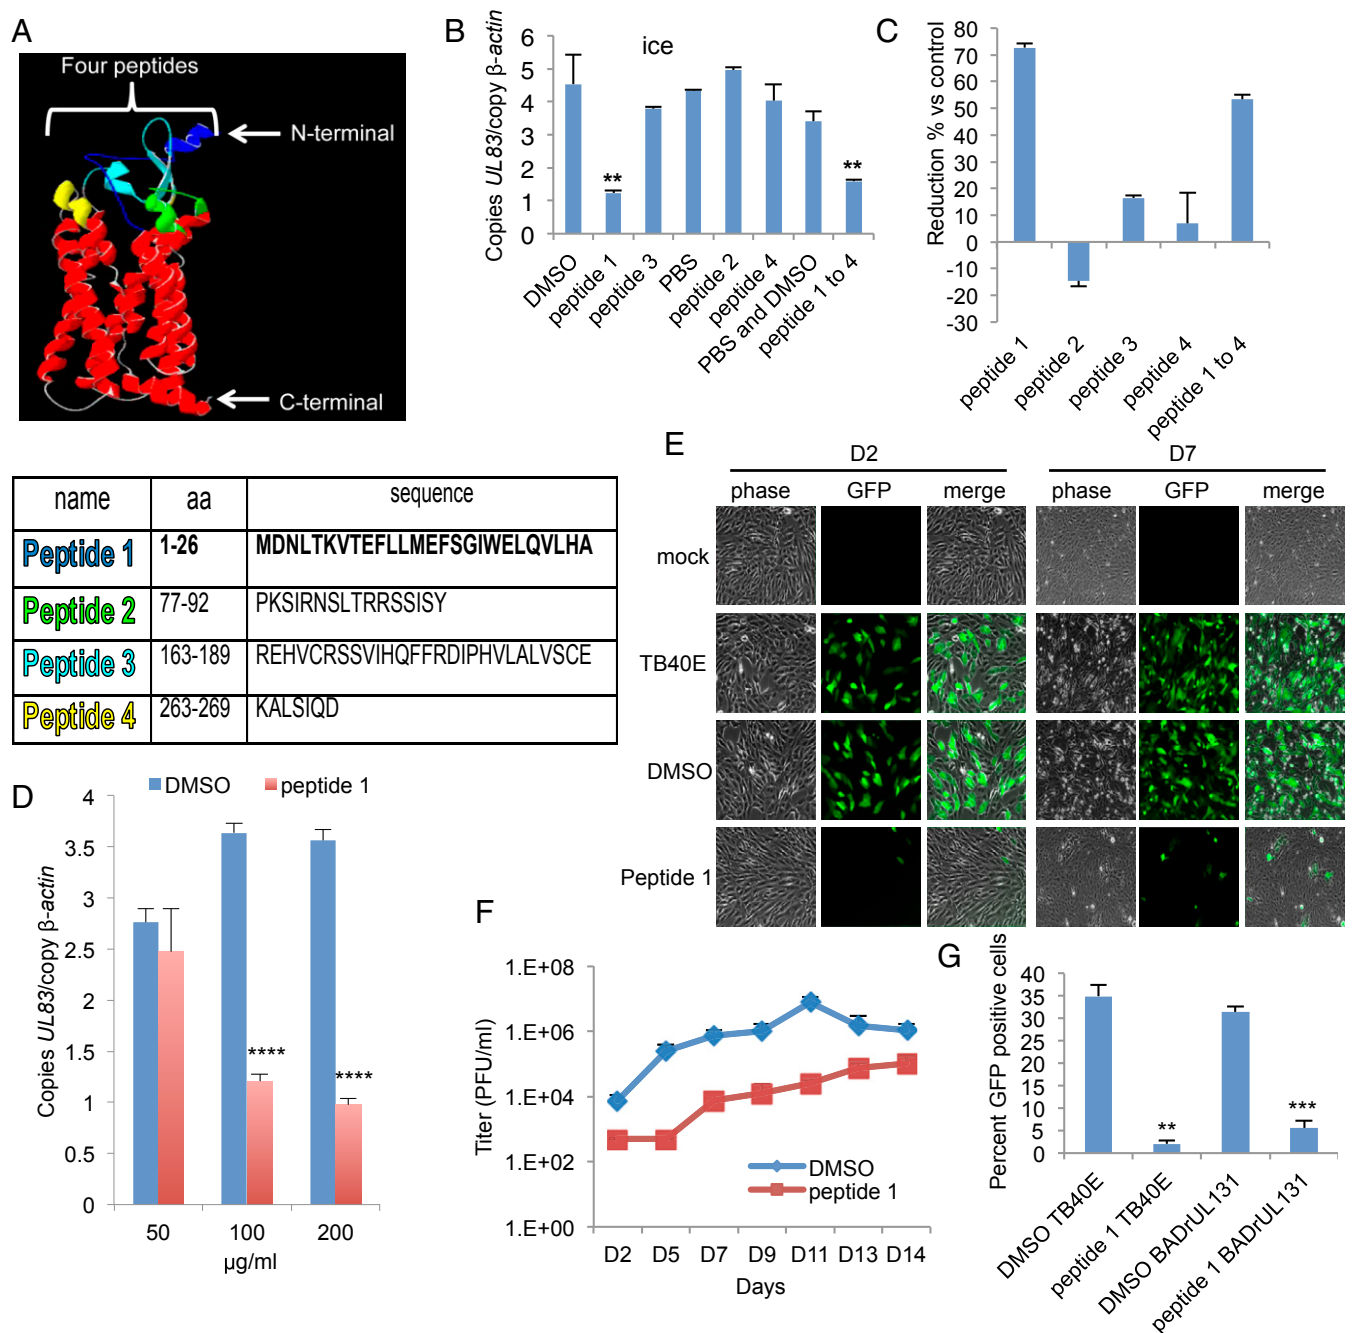 A
Four peptides
N-terminal
C-terminal
name aa sequence
Peptide 1 1-26 MDNLTKVTEFLLMEFSGIWELQVLHA
Peptide 2 77-92 PKSIRNSLTRRSSISY
Peptide 3 163-189 REHVCRSSVIHQFFRDIPHVLALVSCE
Peptide 4 263-269 KALSIQD
B
Copies UL83/copy β-actin
6
5
4
3
2
1
0
ice
**
**
DMSO
peptide 1
peptide 3
PBS
peptide 2
peptide 4
PBS and DMSO
peptide 1 to 4
C
Reduction % vs control
80
70
60
50
40
30
20
10
0
-10
-20
-30
peptide 1
peptide 2
peptide 3
peptide 4
peptide 1 to 4
D
DMSO peptide 1
Copies UL83/copy β-actin
4
3.5
3
2.5
2
1.5
1
0.5
0
****
****
50 100 200
µg/ml
E
D2 D7
phase GFP merge phase GFP merge
mock
TB40E
DMSO
Peptide 1
F
Titer (PFU/ml)
1.E+08
1.E+06
1.E+04
1.E+02
1.E+00
DMSO
peptide 1
D2 D5 D7 D9 D11 D13 D14
Days
G
Percent GFP positive cells
40
35
30
25
20
15
10
5
0
**
***
DMSO TB40E
peptide 1 TB40E
DMSO BADrUL131
peptide 1 BADrUL131